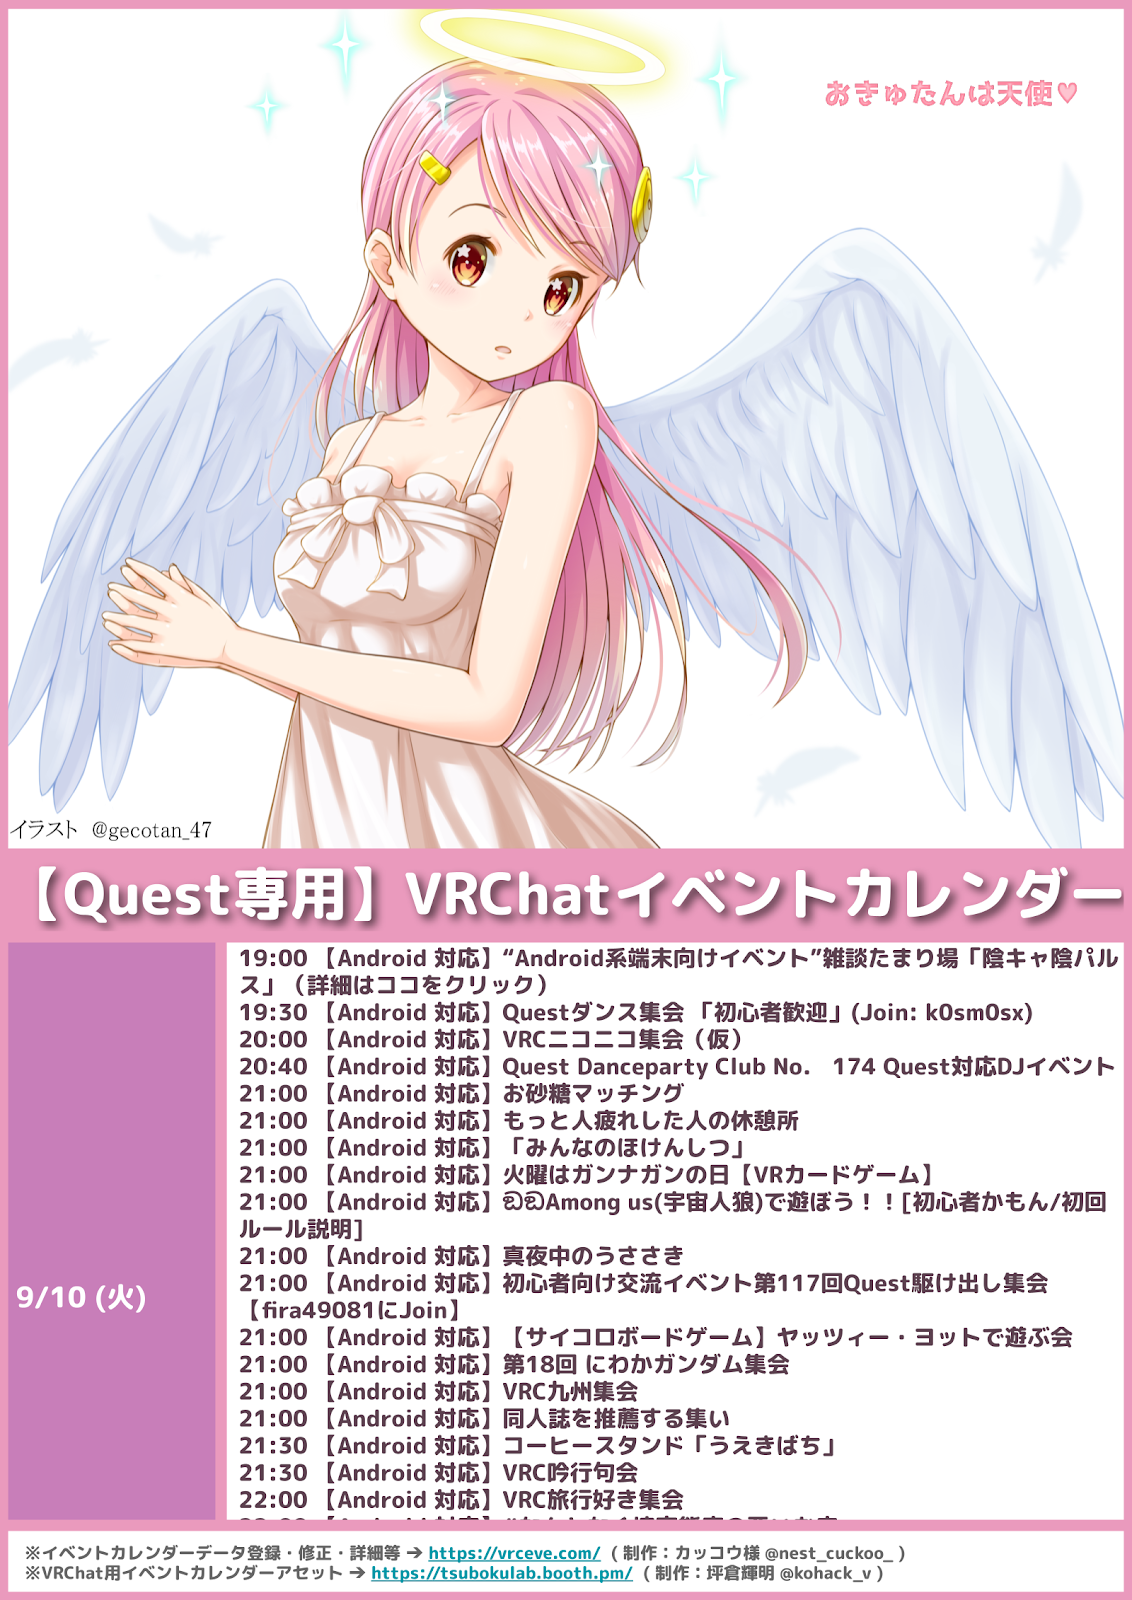 おきゅたんは天使♥
イラスト @gecotan_47
【Quest専用】VRChatイベントカレンダー
9/10 (火)
19:00 【Android 対応】“Android系端末向けイベント”雑談たまり場「陰キャ陰パル
ス」（詳細はココをクリック）
19:30 【Android 対応】Questダンス集会 「初心者歓迎」(Join: k0sm0sx)
20:00 【Android 対応】VRCニコニコ集会（仮）
20:40 【Android 対応】Quest Danceparty Club No. 174 Quest対応DJイベント
21:00 【Android 対応】お砂糖マッチング
21:00 【Android 対応】もっと人疲れした人の休憩所
21:00 【Android 対応】「みんなのほけんしつ」
21:00 【Android 対応】火曜はガンナガンの日【VRカードゲーム】
21:00 【Android 対応】ඞඞAmong us(宇宙人狼)で遊ぼう！！[初心者かもん/初回
ルール説明]
21:00 【Android 対応】真夜中のうささき
21:00 【Android 対応】初心者向け交流イベント第117回Quest駆け出し集会
【fira49081にJoin】
21:00 【Android 対応】【サイコロボードゲーム】ヤッツィー・ヨットで遊ぶ会
21:00 【Android 対応】第18回 にわかガンダム集会
21:00 【Android 対応】VRC九州集会
21:00 【Android 対応】同人誌を推薦する集い
21:30 【Android 対応】コーヒースタンド「うえきばち」
21:30 【Android 対応】VRC吟行句会
22:00 【Android 対応】VRC旅行好き集会
※イベントカレンダーデータ登録・修正・詳細等 → https://vrceve.com/ ( 制作：カッコウ様 @nest_cuckoo_ )
※VRChat用イベントカレンダーアセット → https://tsubokulab.booth.pm/ ( 制作：坪倉輝明 @kohack_v )